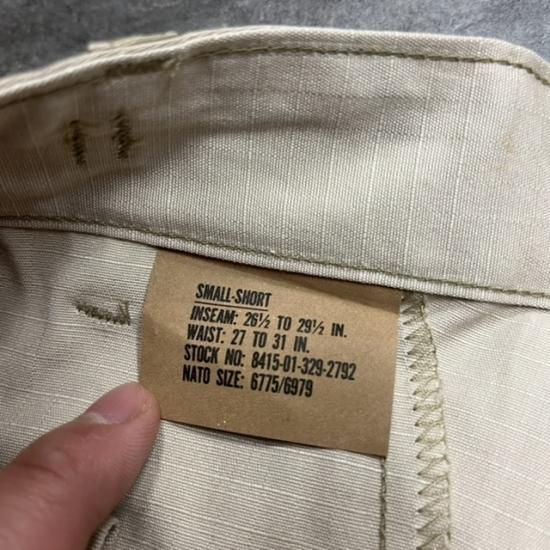 SMALL-SHORT
INSEAM: 26½ TO 29½ IN.
WAIST: 27 TO 31 IN.
STOCK NO: 8415-01-329-2792
NATO SIZE: 6775/6979